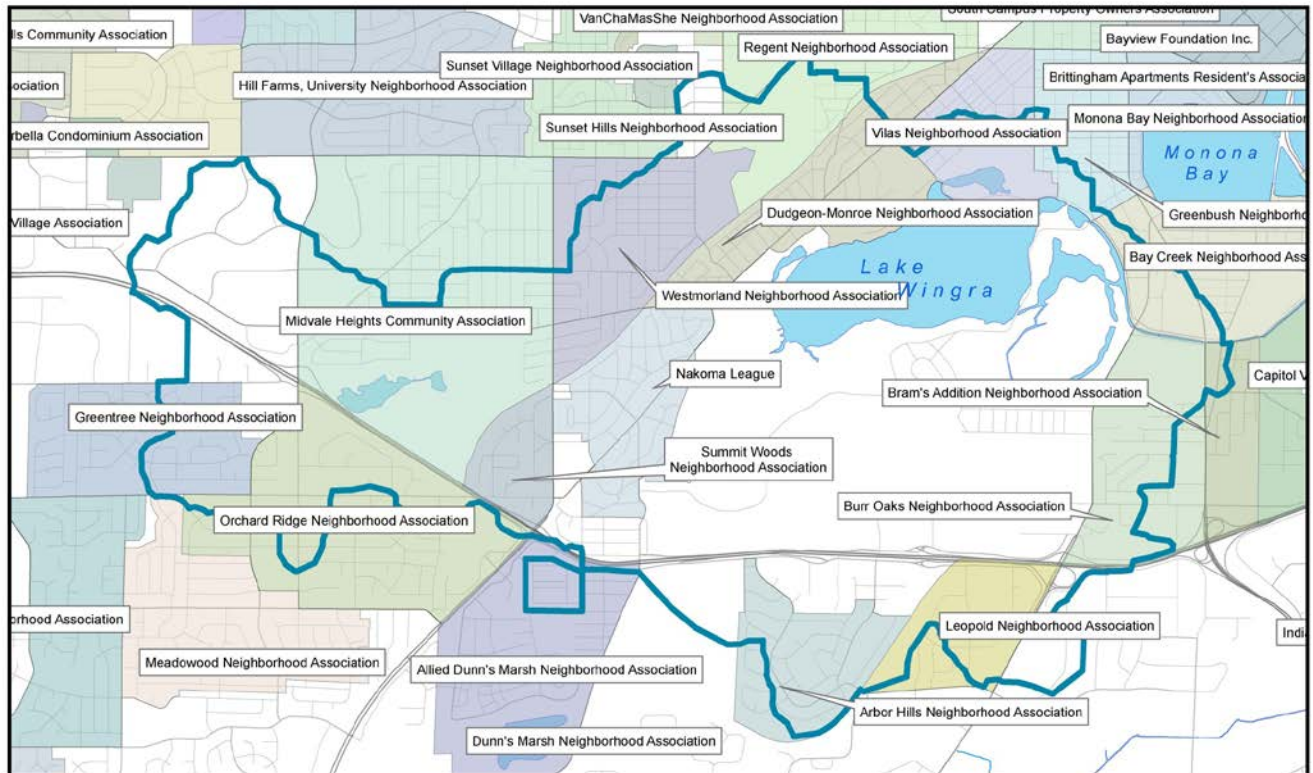 South Campus Property Owners Association
VanChaMasShe Neighborhood Association
lls Community Association
Regent Neighborhood Association
Bayview Foundation Inc.
Sunset Village Neighborhood Association
Hill Farms, University Neighborhood Association
ociation
Brittingham Apartments Resident's Associa
Monona Bay Neighborhood Association
Sunset Hills Neighborhood Association
Vilas Neighborhood Association
rbella Condominium Association
Monona
Bay
Village Association
Dudgeon-Monroe Neighborhood Association
Greenbush Neighborho
Bay Creek Neighborhood Ass
Lake
Wingra
Westmorland Neighborhood Association
Midvale Heights Community Association
Nakoma League
Capitol V
Bram's Addition Neighborhood Association
Greentree Neighborhood Association
Summit Woods
Neighborhood Association
Burr Oaks Neighborhood Association
Orchard Ridge Neighborhood Association
orhood Association
Leopold Neighborhood Association
India
Meadowood Neighborhood Association
Allied Dunn's Marsh Neighborhood Association
Arbor Hills Neighborhood Association
Dunn's Marsh Neighborhood Association